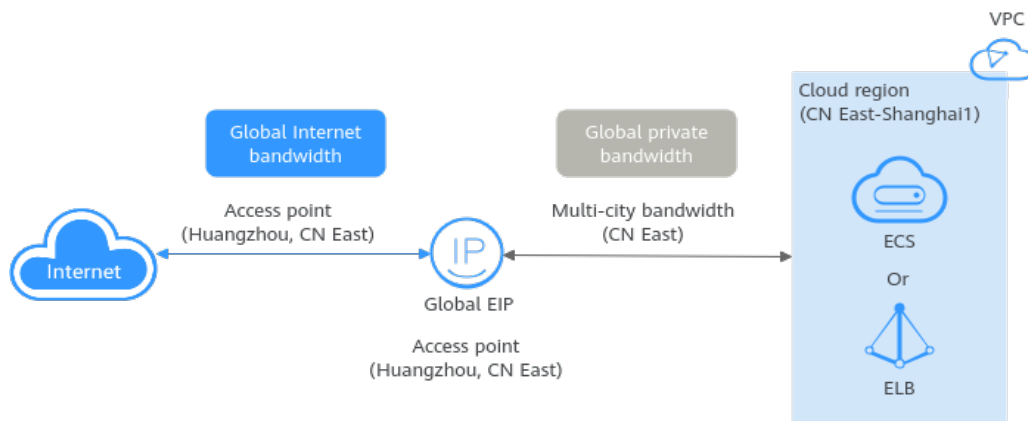 VPC
Cloud region
(CN East-Shanghai1)
Global Internet
bandwidth
Global private
bandwidth
Access point
(Huangzhou, CN East)
Multi-city bandwidth
(CN East)
Internet
IP
Global EIP
Access point
(Huangzhou, CN East)
ECS
Or
ELB